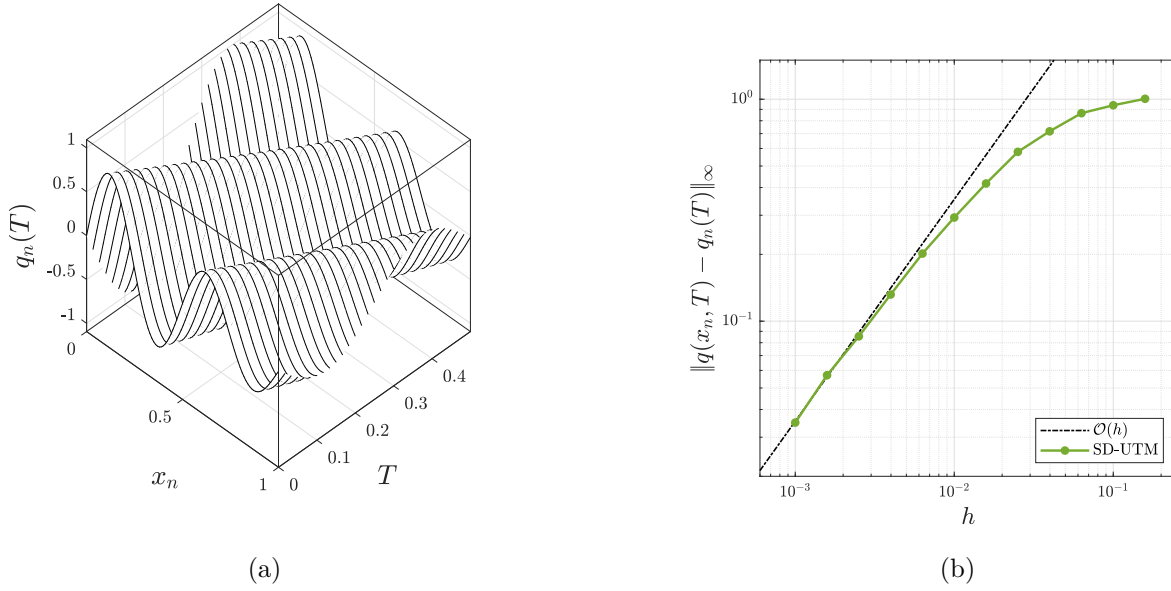 1
0.5
0
-0.5
-1
q_n(T)
0
0.5
1
x_n
0
0.1
0.2
0.3
0.4
T
(a)
10^0
10^{-1}
‖q(x_n, T) − q_n(T)‖_∞
10^{-3}
10^{-2}
10^{-1}
h
O(h)
SD-UTM
(b)